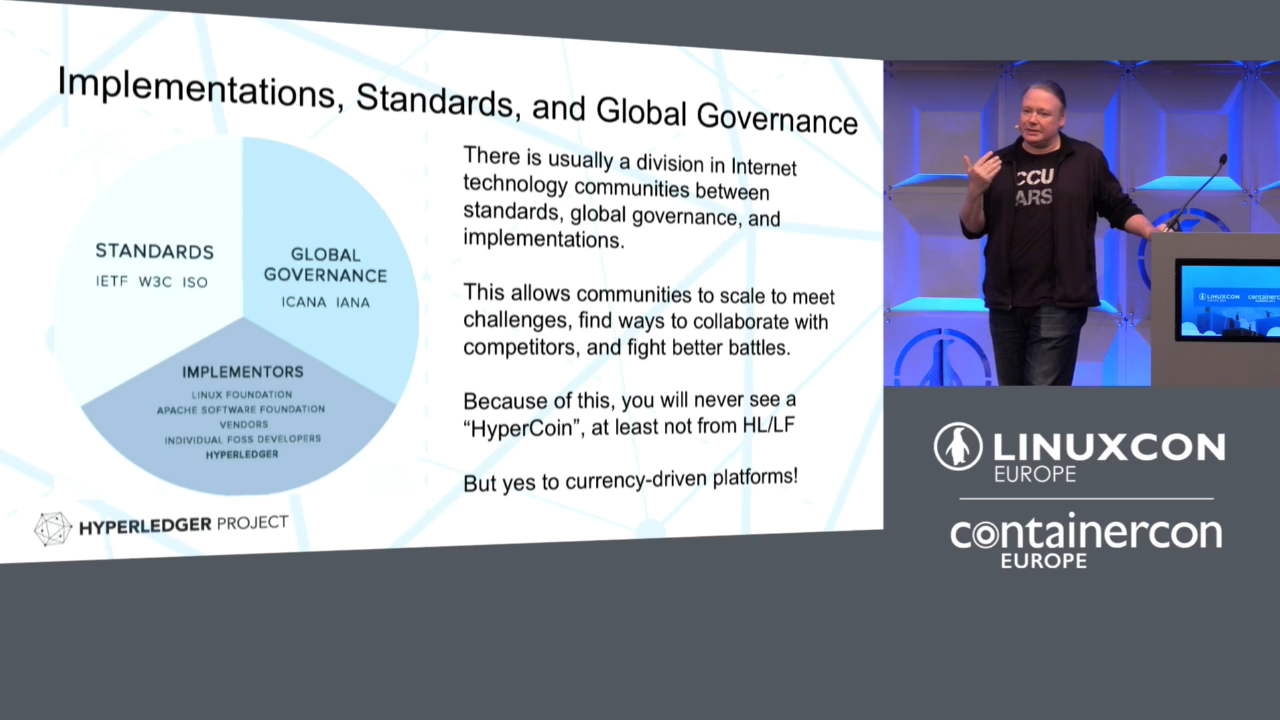 Implementations, Standards, and Global Governance
STANDARDS
IETF W3C ISO
GLOBAL
GOVERNANCE
ICANA IANA
IMPLEMENTORS
LINUX FOUNDATION
APACHE SOFTWARE FOUNDATION
VENDORS
INDIVIDUAL FOSS DEVELOPERS
HYPERLEDGER
There is usually a division in Internet
technology communities between
standards, global governance, and
implementations.
This allows communities to scale to meet
challenges, find ways to collaborate with
competitors, and fight better battles.
Because of this, you will never see a
“HyperCoin”, at least not from HL/LF
But yes to currency-driven platforms!
HYPERLEDGER PROJECT
CCU
ARS
LINUXCON
containercon
LINUXCON
EUROPE
containercon
EUROPE